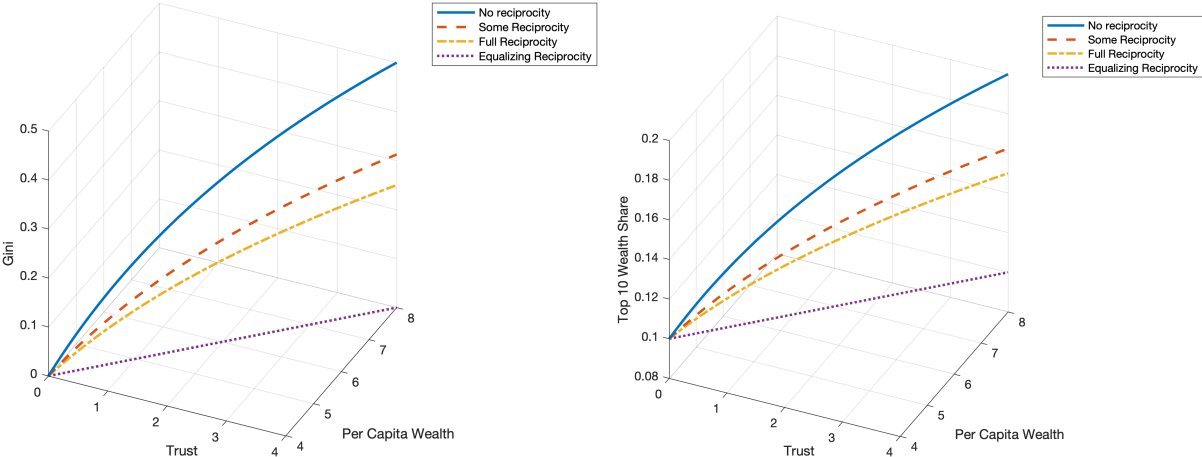 No reciprocity
Some Reciprocity
Full Reciprocity
Equalizing Reciprocity
0.5
0.4
0.3
0.2
0.1
0
Gini
0
1
2
3
4
Trust
4
5
6
7
8
Per Capita Wealth
No reciprocity
Some Reciprocity
Full Reciprocity
Equalizing Reciprocity
0.2
0.18
0.16
0.14
0.12
0.1
0.08
Top 10 Wealth Share
0
1
2
3
4
Trust
4
5
6
7
8
Per Capita Wealth